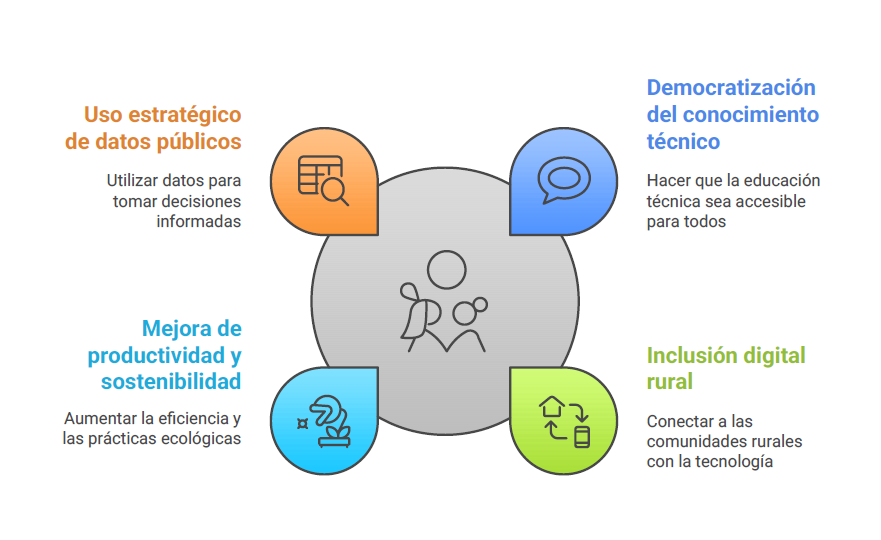 Uso estratégico
de datos públicos
Utilizar datos para
tomar decisiones
informadas
Democratización
del conocimiento
técnico
Hacer que la educación
técnica sea accesible
para todos
Mejora de
productividad y
sostenibilidad
Aumentar la eficiencia y
las prácticas ecológicas
Inclusión digital
rural
Conectar a las
comunidades rurales
con la tecnología